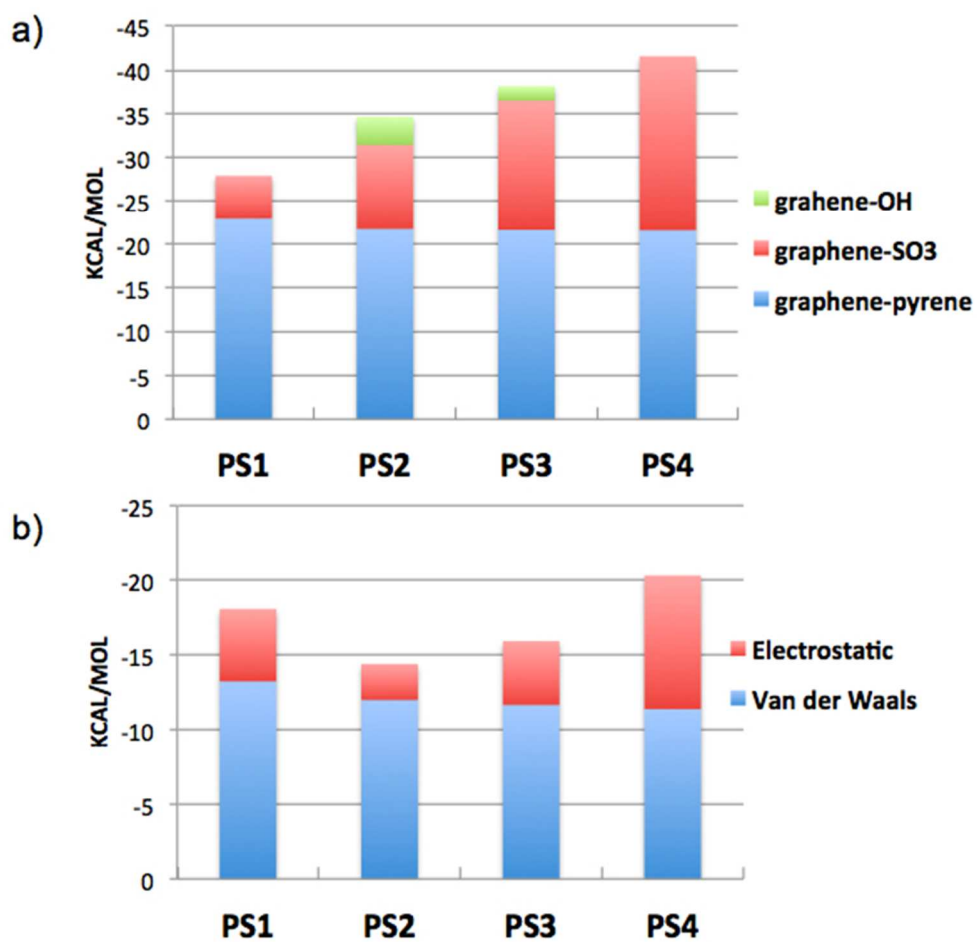 a)
-45
-40
-35
-30
-25
-20
-15
-10
-5
0
KCAL/MOL
PS1 PS2 PS3 PS4
grahene-OH
graphene-SO3
graphene-pyrene
b)
-25
-20
-15
-10
-5
0
KCAL/MOL
PS1 PS2 PS3 PS4
Electrostatic
Van der Waals